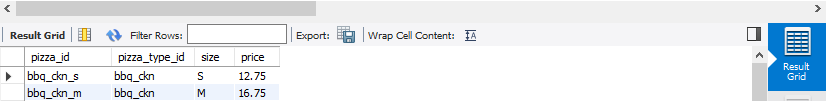 Result Grid Filter Rows: Export: Wrap Cell Content: IA
pizza_id pizza_type_id size price
bbq_ckn_s bbq_ckn S 12.75
bbq_ckn_m bbq_ckn M 16.75
Result
Grid